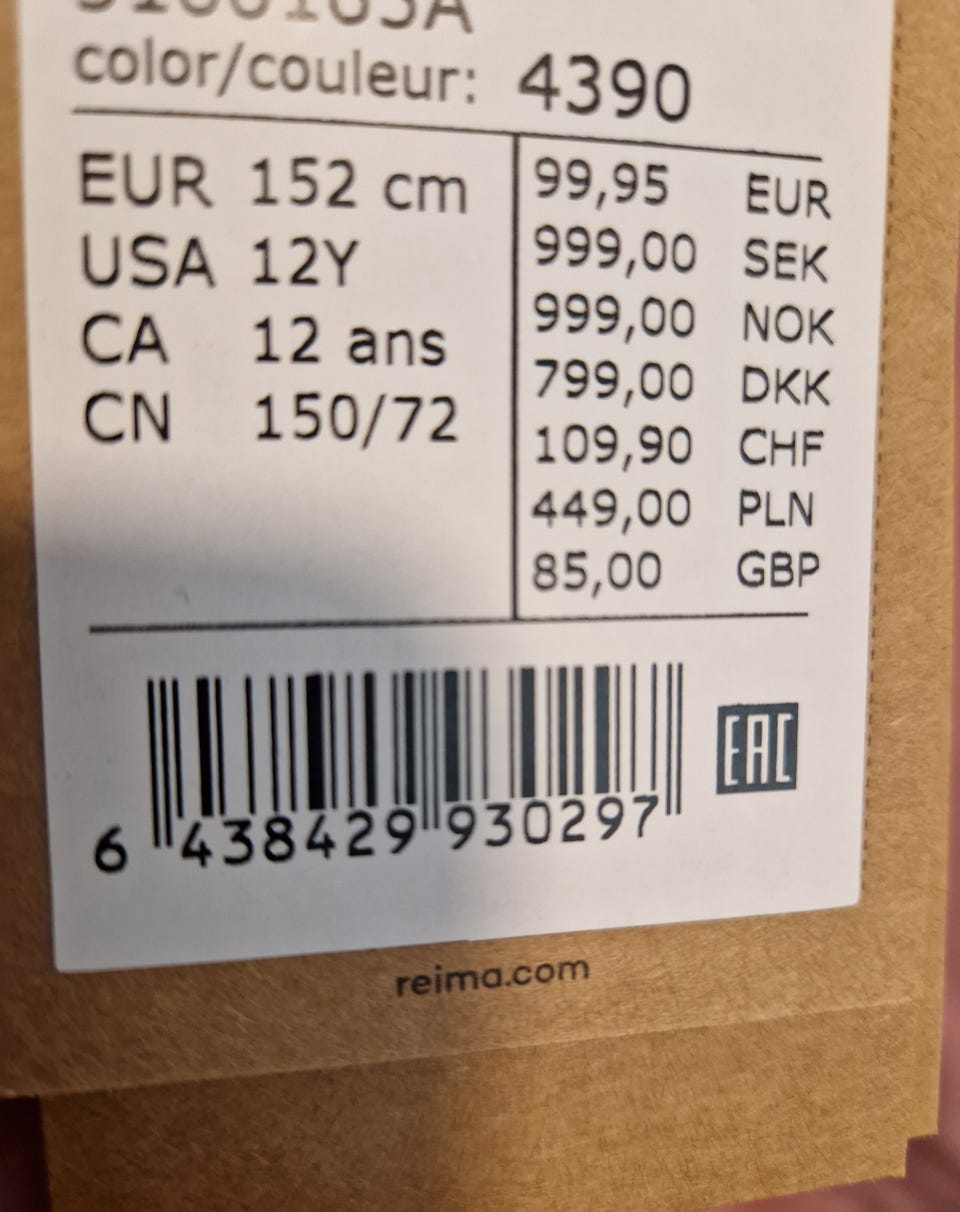 color/couleur: 4390
EUR 152 cm
USA 12Y
CA 12 ans
CN 150/72
99,95 EUR
999,00 SEK
999,00 NOK
799,00 DKK
109,90 CHF
449,00 PLN
85,00 GBP
6 438429 930297
EAC
reima.com